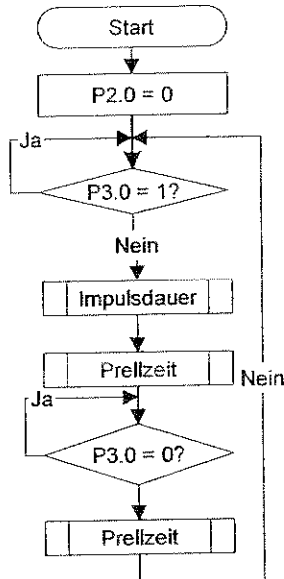 Start
P2.0 = 0
Ja
P3.0 = 1?
Nein
Impulsdauer
Prellzeit
Nein
Ja
P3.0 = 0?
Prellzeit